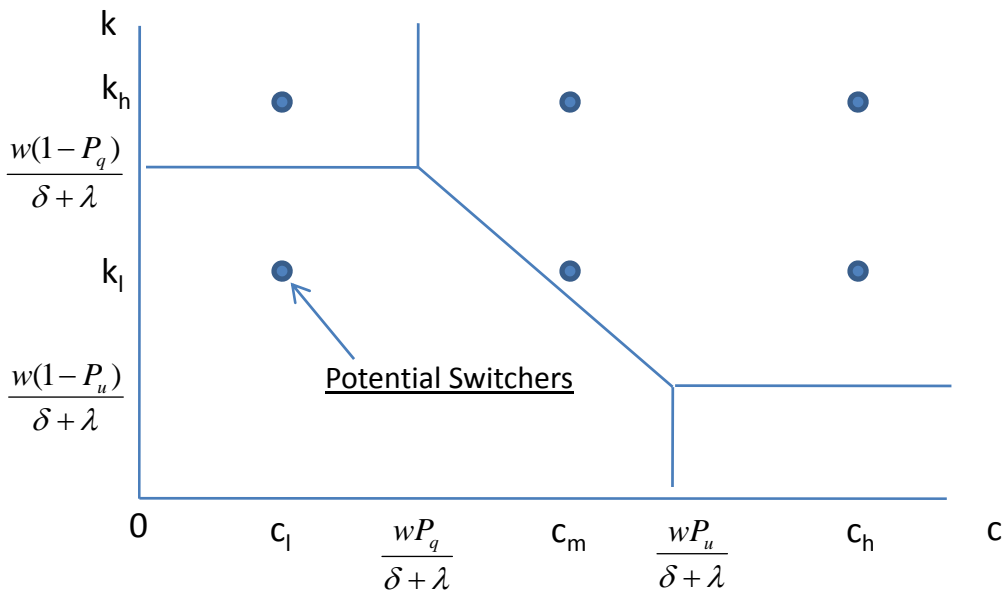 k
k_h
w(1 − P_q)
δ + λ
k_l
Potential Switchers
w(1 − P_u)
δ + λ
0 c_l wP_q c_m wP_u c_h c
δ + λ δ + λ